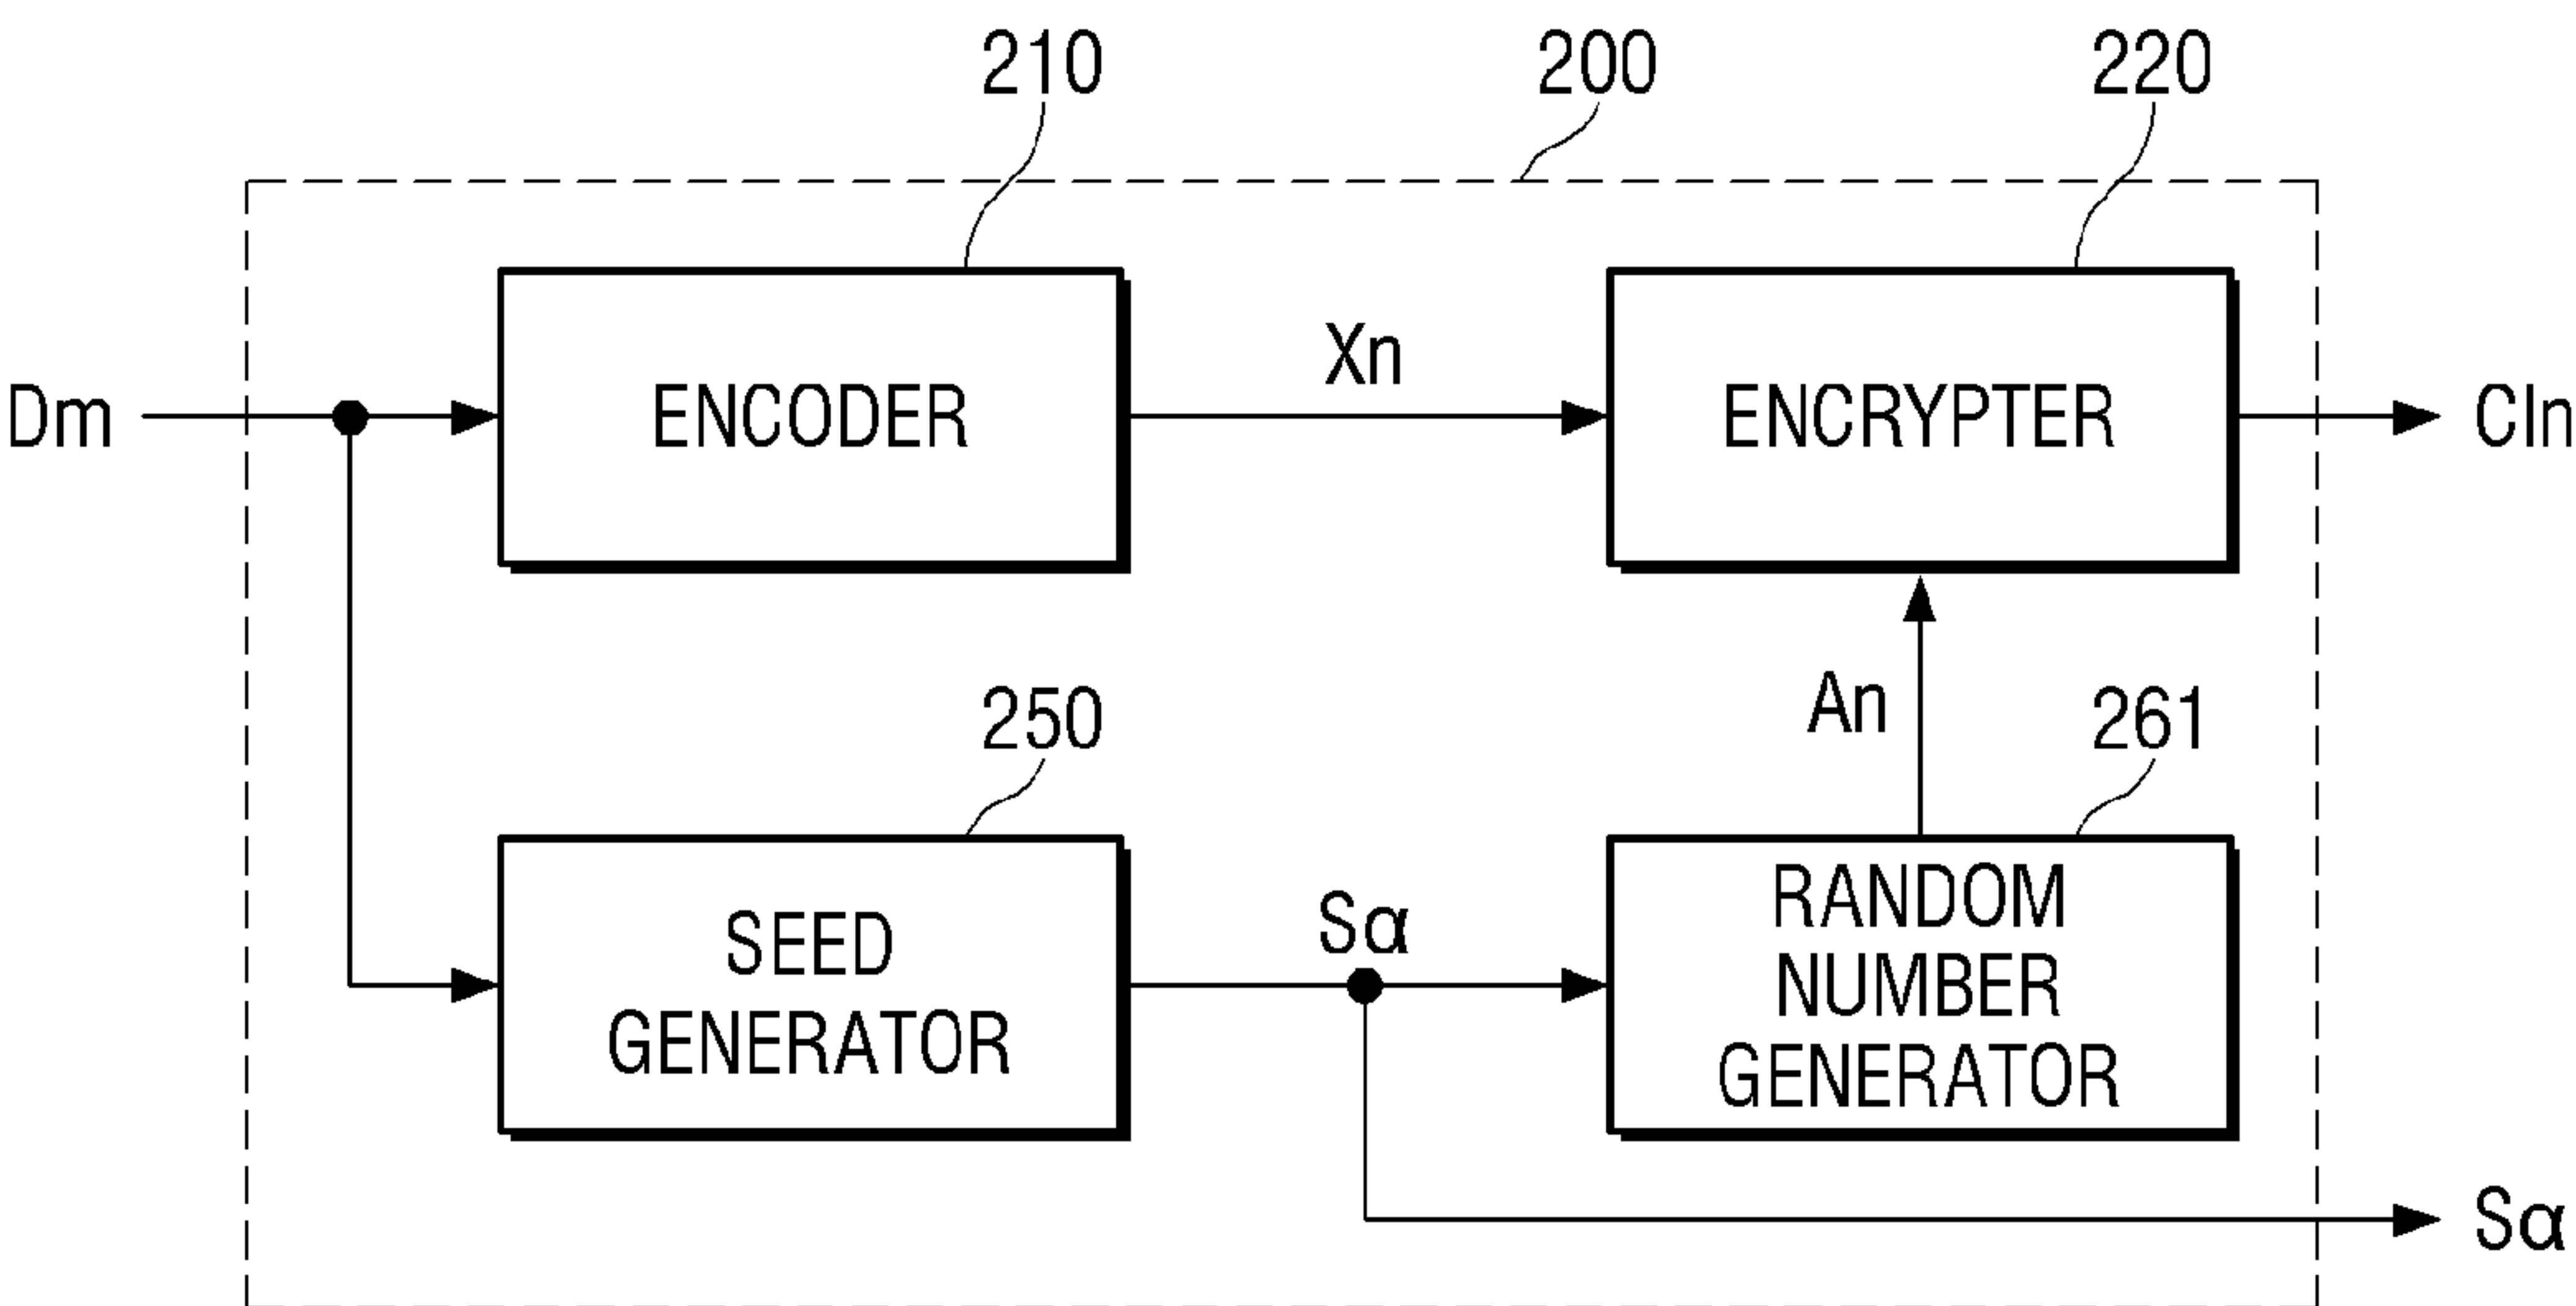 210
200
220
Dm
ENCODER
Xn
ENCRYPTER
CIn
250
An
261
SEED
GENERATOR
Sα
RANDOM
NUMBER
GENERATOR
Sα